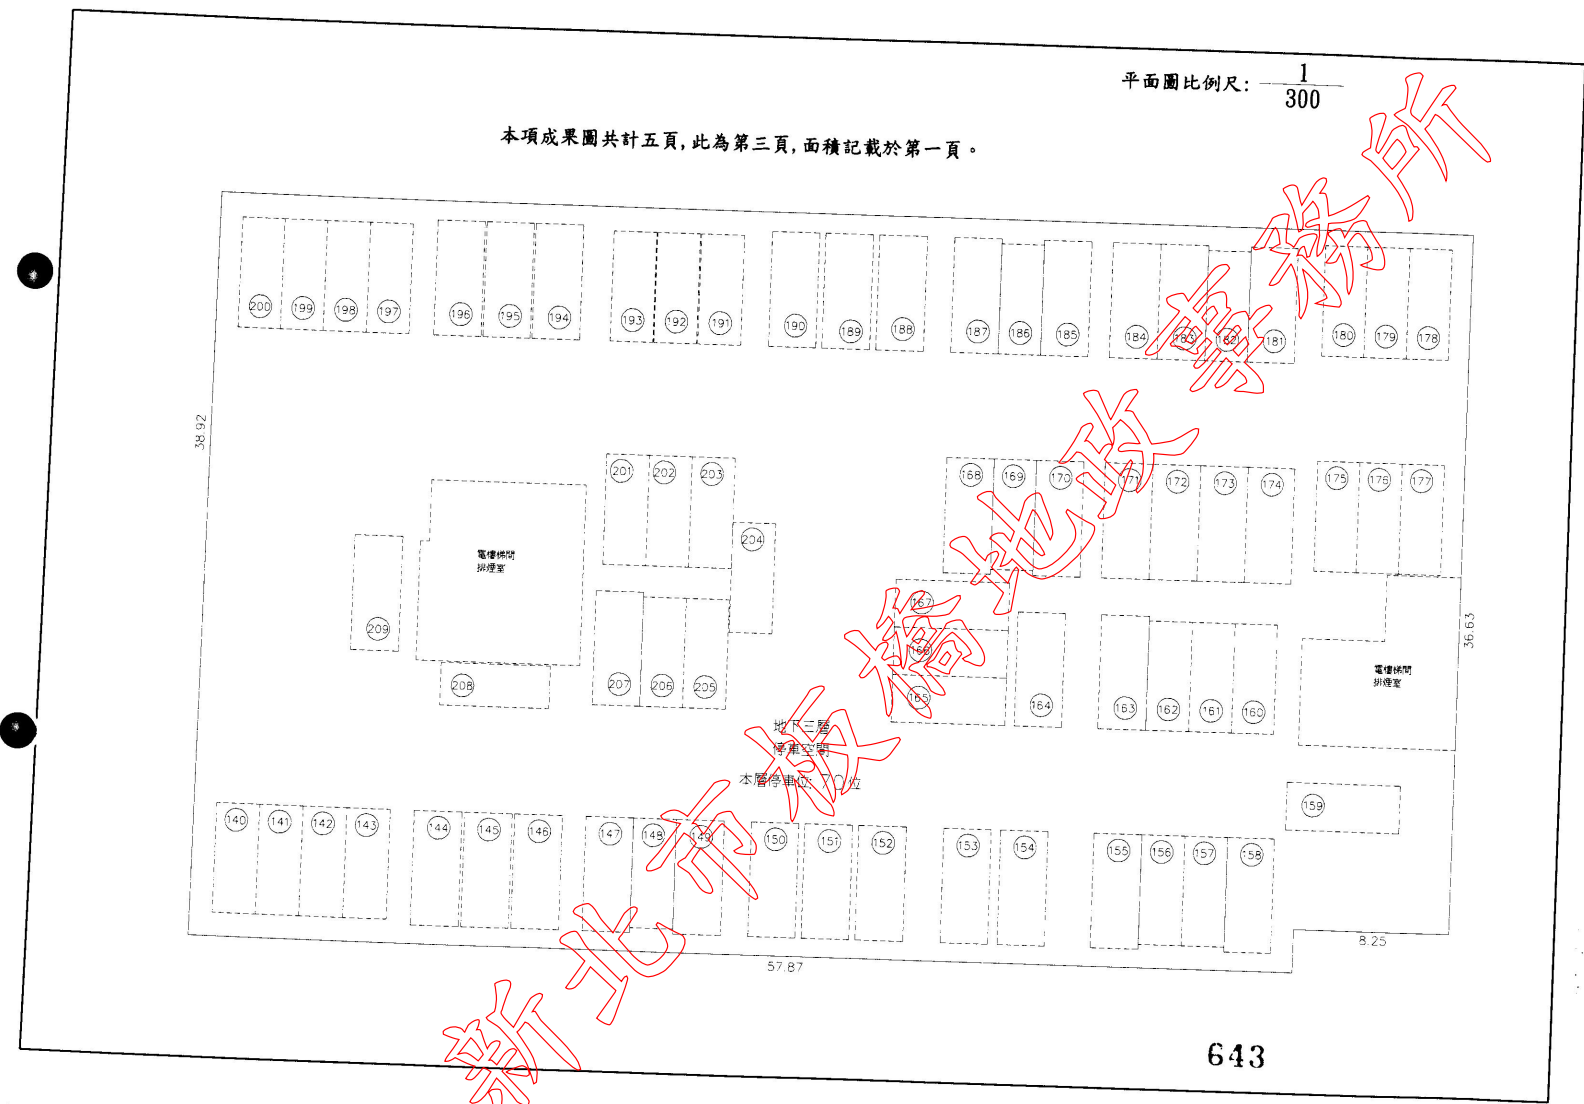 平面圖比例尺: 1/300
本項成果圖共計五頁,此為第三頁,面積記載於第一頁。
200 199 198 197 196 195 194 193 192 191 190 189 188 187 186 185 184 183 182 181 180 179 178
38.92
201 202 203 168 169 170 171 172 173 174 175 176 177
204
電樓梯間
排煙室
209
167
166
165
208 207 206 205 164 163 162 161 160
36.63
電樓梯間
排煙室
地下三層
停車空間
本層停車位: 70 位
159
140 141 142 143 144 145 146 147 148 149 150 151 152 153 154 155 156 157 158
8.25
57.87
643
新北市板橋地政事務所